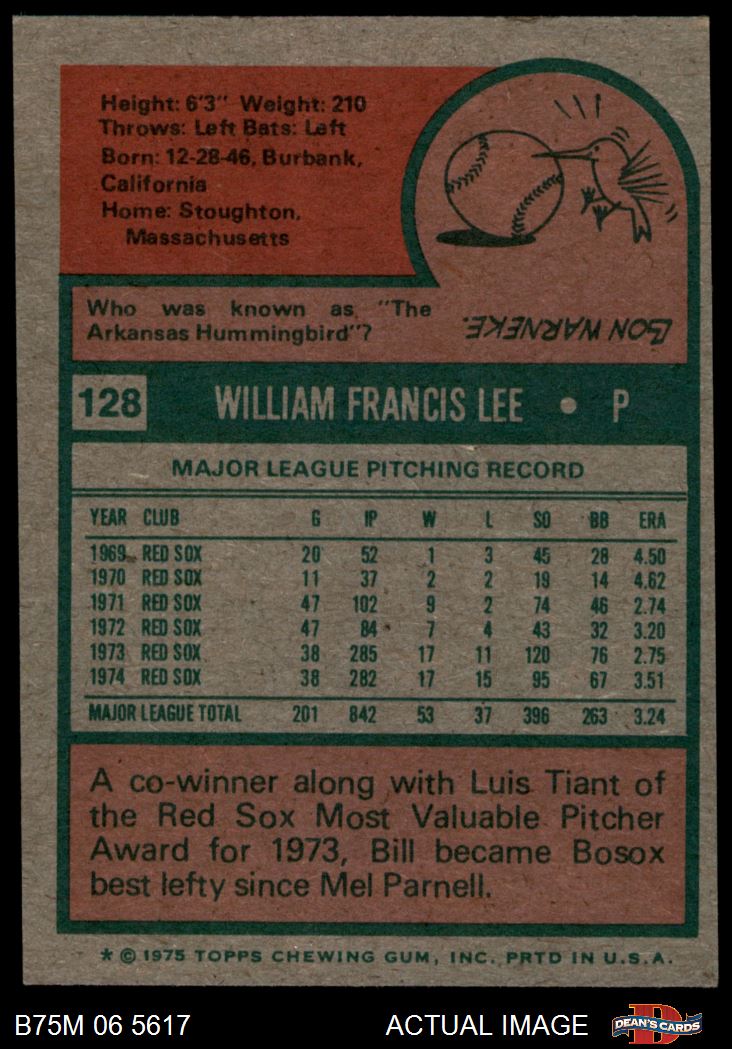 Height: 6'3" Weight: 210
Throws: Left Bats: Left
Born: 12-28-46, Burbank,
California
Home: Stoughton,
Massachusetts
Who was known as "The
Arkansas Hummingbird"?
LON WARNEKE.
128 WILLIAM FRANCIS LEE • P
MAJOR LEAGUE PITCHING RECORD
YEAR CLUB G IP W L SO BB ERA
1969 RED SOX 20 52 1 3 45 28 4.50
1970 RED SOX 11 37 2 2 19 14 4.62
1971 RED SOX 47 102 9 2 74 46 2.74
1972 RED SOX 47 84 7 4 43 32 3.20
1973 RED SOX 38 285 17 11 120 76 2.75
1974 RED SOX 38 282 17 15 95 67 3.51
MAJOR LEAGUE TOTAL 201 842 53 37 396 263 3.24
A co-winner along with Luis Tiant of
the Red Sox Most Valuable Pitcher
Award for 1973, Bill became Bosox
best lefty since Mel Parnell.
* © 1975 TOPPS CHEWING GUM, INC. PRTD IN U.S.A.
B75M 06 5617 ACTUAL IMAGE
D
DEAN'S CARDS